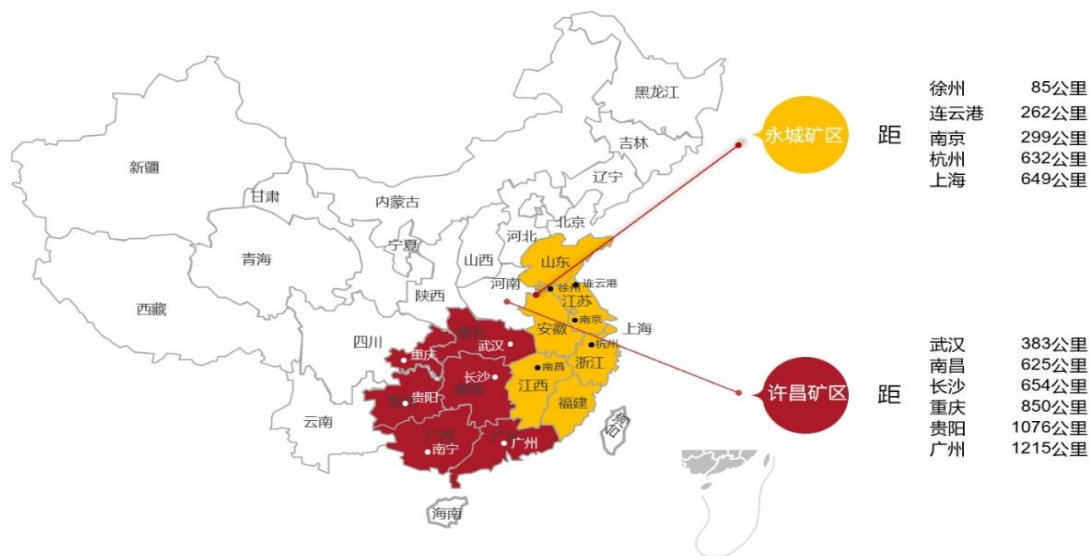 黑龙江
吉林
辽宁
新疆
甘肃
内蒙古
北京
河北
宁夏
山西
山东
青海
陕西
河南
徐州
连云港
江苏
西藏
安徽
南京
上海
四川
湖北
武汉
杭州
重庆
浙江
长沙
南昌
江西
贵阳
福建
云南
广西
南宁
广州
台湾
海南
永城矿区
距
徐州 85公里
连云港 262公里
南京 299公里
杭州 632公里
上海 649公里
许昌矿区
距
武汉 383公里
南昌 625公里
长沙 654公里
重庆 850公里
贵阳 1076公里
广州 1215公里